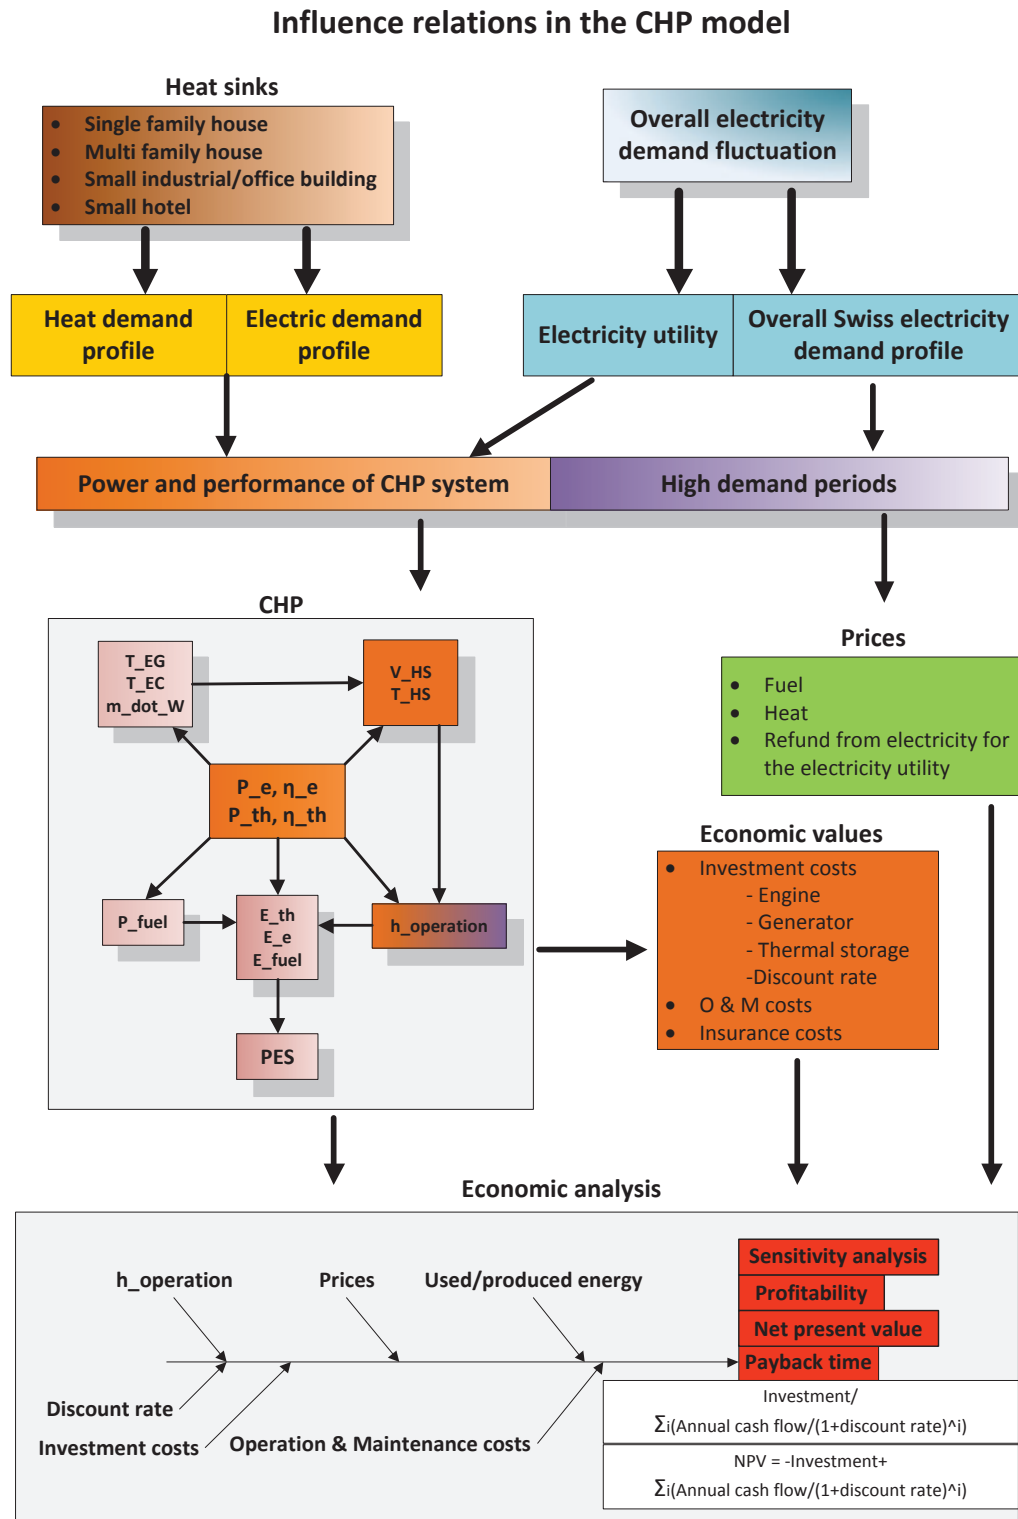 Influence relations in the CHP model
Heat sinks
• Single family house
• Multi family house
• Small industrial/office building
• Small hotel
Overall electricity
demand fluctuation
Heat demand
profile
Electric demand
profile
Electricity utility
Overall Swiss electricity
demand profile
Power and performance of CHP system
High demand periods
CHP
T_EG
T_EC
m_dot_W
V_HS
T_HS
P_e, η_e
P_th, η_th
P_fuel
E_th
E_e
E_fuel
h_operation
PES
Prices
• Fuel
• Heat
• Refund from electricity for
the electricity utility
Economic values
• Investment costs
- Engine
- Generator
- Thermal storage
-Discount rate
• O & M costs
• Insurance costs
Economic analysis
h_operation
Prices
Used/produced energy
Discount rate
Investment costs
Operation & Maintenance costs
Sensitivity analysis
Profitability
Net present value
Payback time
Investment/
Σi(Annual cash flow/(1+discount rate)^i)
NPV = -Investment+
Σi(Annual cash flow/(1+discount rate)^i)